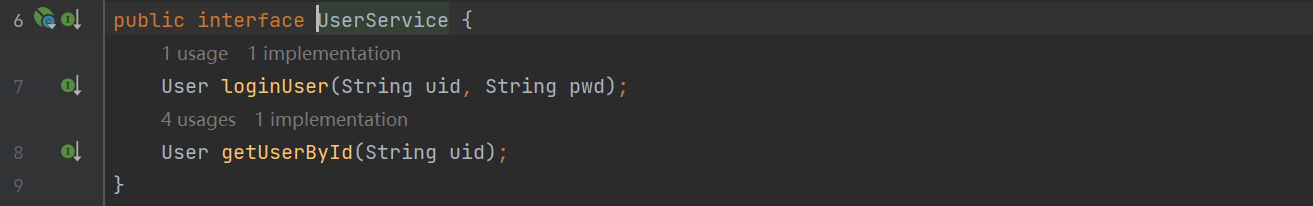 6 public interface UserService {
1 usage 1 implementation
7 User loginUser(String uid, String pwd);
4 usages 1 implementation
8 User getUserById(String uid);
9 }